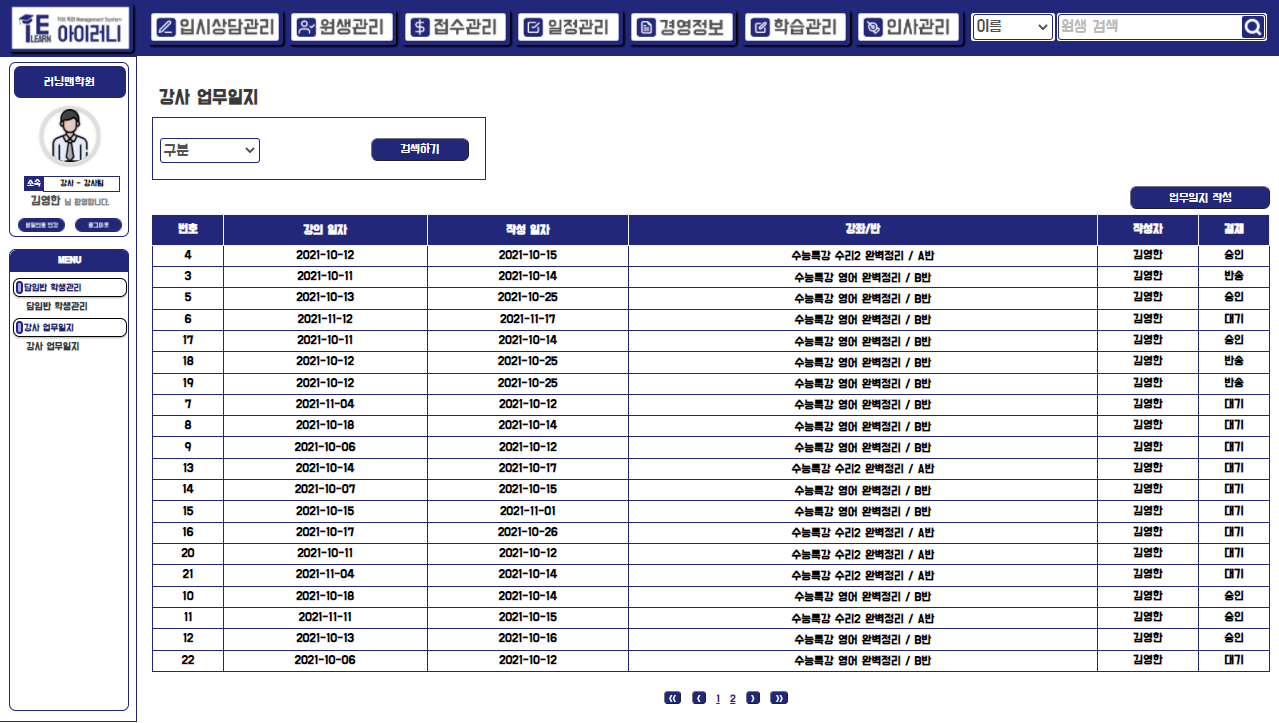 학원 통합 Management System
E LEARN 아이러니
입시상담관리 원생관리 접수관리 일정관리 경영정보 학습관리 인사관리 이름 원생 검색
러닝맨학원
소속 강사 - 강사팀
김영한 님 환영합니다.
비밀번호 변경 로그아웃
MENU
담임반 학생관리
담임반 학생관리
강사 업무일지
강사 업무일지
강사 업무일지
구분 검색하기
업무일지 작성
번호 강의 일자 작성 일자 강좌/반 작성자 결재
4 2021-10-12 2021-10-15 수능특강 수리2 완벽정리 / A반 김영한 승인
3 2021-10-11 2021-10-14 수능특강 영어 완벽정리 / B반 김영한 반송
5 2021-10-13 2021-10-25 수능특강 영어 완벽정리 / B반 김영한 승인
6 2021-11-12 2021-11-17 수능특강 영어 완벽정리 / B반 김영한 대기
17 2021-10-11 2021-10-14 수능특강 영어 완벽정리 / B반 김영한 승인
18 2021-10-12 2021-10-25 수능특강 영어 완벽정리 / B반 김영한 반송
19 2021-10-12 2021-10-25 수능특강 영어 완벽정리 / B반 김영한 반송
7 2021-11-04 2021-10-12 수능특강 영어 완벽정리 / B반 김영한 대기
8 2021-10-18 2021-10-14 수능특강 영어 완벽정리 / B반 김영한 대기
9 2021-10-06 2021-10-12 수능특강 영어 완벽정리 / B반 김영한 대기
13 2021-10-14 2021-10-17 수능특강 수리2 완벽정리 / A반 김영한 대기
14 2021-10-07 2021-10-15 수능특강 영어 완벽정리 / B반 김영한 대기
15 2021-10-15 2021-11-01 수능특강 영어 완벽정리 / B반 김영한 대기
16 2021-10-17 2021-10-26 수능특강 수리2 완벽정리 / A반 김영한 대기
20 2021-10-11 2021-10-12 수능특강 수리2 완벽정리 / A반 김영한 대기
21 2021-11-04 2021-10-14 수능특강 수리2 완벽정리 / A반 김영한 대기
10 2021-10-18 2021-10-14 수능특강 영어 완벽정리 / B반 김영한 승인
11 2021-11-11 2021-10-15 수능특강 수리2 완벽정리 / A반 김영한 승인
12 2021-10-13 2021-10-16 수능특강 영어 완벽정리 / B반 김영한 승인
22 2021-10-06 2021-10-12 수능특강 영어 완벽정리 / B반 김영한 대기
⟪ ⟨ 1 2 ⟩ ⟫